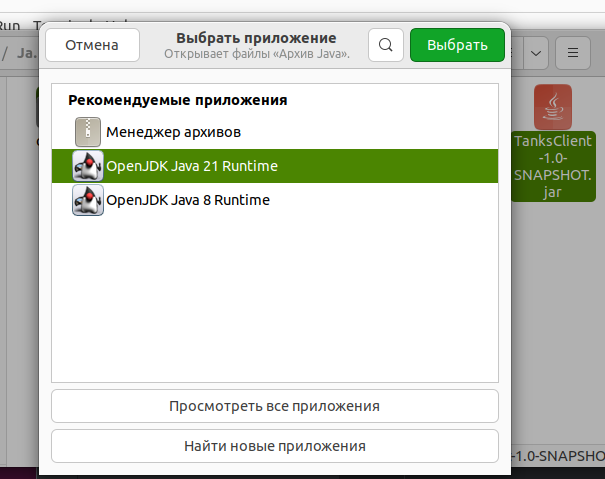 Run
Отмена
Выбрать приложение
Открывает файлы «Архив Java».
Выбрать
/ Ja.
Рекомендуемые приложения
Менеджер архивов
OpenJDK Java 21 Runtime
OpenJDK Java 8 Runtime
TanksClient
-1.0-
SNAPSHOT.
jar
Просмотреть все приложения
Найти новые приложения
-1.0-SNAPSHO